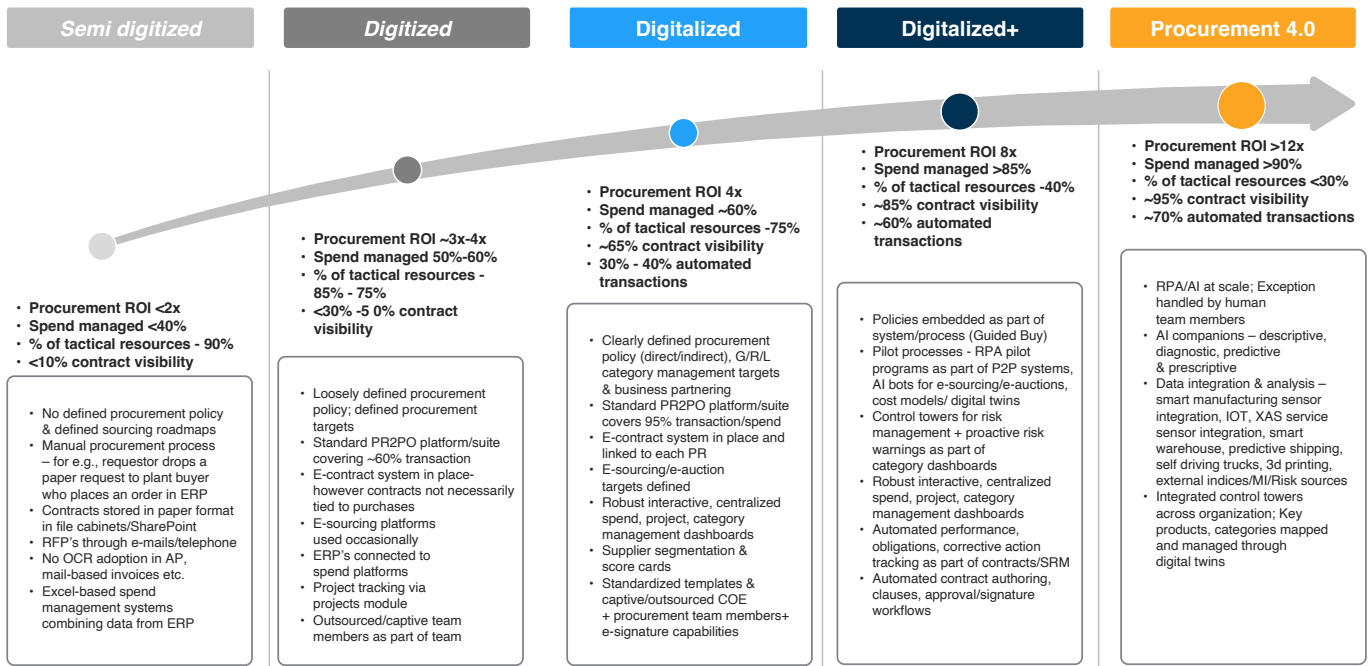 Semi digitized
Digitized
Digitalized
Digitalized+
Procurement 4.0
• Procurement ROI <2x
• Spend managed <40%
• % of tactical resources - 90%
• <10% contract visibility
• No defined procurement policy
& defined sourcing roadmaps
• Manual procurement process
– for e.g., requestor drops a
paper request to plant buyer
who places an order in ERP
• Contracts stored in paper format
in file cabinets/SharePoint
• RFP's through e-mails/telephone
• No OCR adoption in AP,
mail-based invoices etc.
• Excel-based spend
management systems
combining data from ERP
• Procurement ROI ~3x-4x
• Spend managed 50%-60%
• % of tactical resources -
85% - 75%
• <30% -5 0% contract
visibility
• Loosely defined procurement
policy; defined procurement
targets
• Standard PR2PO platform/suite
covering ~60% transaction
• E-contract system in place-
however contracts not necessarily
tied to purchases
• E-sourcing platforms
used occasionally
• ERP's connected to
spend platforms
• Project tracking via
projects module
• Outsourced/captive team
members as part of team
• Procurement ROI 4x
• Spend managed ~60%
• % of tactical resources -75%
• ~65% contract visibility
• 30% - 40% automated
transactions
• Clearly defined procurement
policy (direct/indirect), G/R/L
category management targets
& business partnering
• Standard PR2PO platform/suite
covers 95% transaction/spend
• E-contract system in place and
linked to each PR
• E-sourcing/e-auction
targets defined
• Robust interactive, centralized
spend, project, category
management dashboards
• Supplier segmentation &
score cards
• Standardized templates &
captive/outsourced COE
+ procurement team members+
e-signature capabilities
• Procurement ROI 8x
• Spend managed >85%
• % of tactical resources -40%
• ~85% contract visibility
• ~60% automated
transactions
• Policies embedded as part of
system/process (Guided Buy)
• Pilot processes - RPA pilot
programs as part of P2P systems,
AI bots for e-sourcing/e-auctions,
cost models/ digital twins
• Control towers for risk
management + proactive risk
warnings as part of
category dashboards
• Robust interactive, centralized
spend, project, category
management dashboards
• Automated performance,
obligations, corrective action
tracking as part of contracts/SRM
• Automated contract authoring,
clauses, approval/signature
workflows
• Procurement ROI >12x
• Spend managed >90%
• % of tactical resources <30%
• ~95% contract visibility
• ~70% automated transactions
• RPA/AI at scale; Exception
handled by human
team members
• AI companions – descriptive,
diagnostic, predictive
& prescriptive
• Data integration & analysis –
smart manufacturing sensor
integration, IOT, XAS service
sensor integration, smart
warehouse, predictive shipping,
self driving trucks, 3d printing,
external indices/MI/Risk sources
• Integrated control towers
across organization; Key
products, categories mapped
and managed through
digital twins